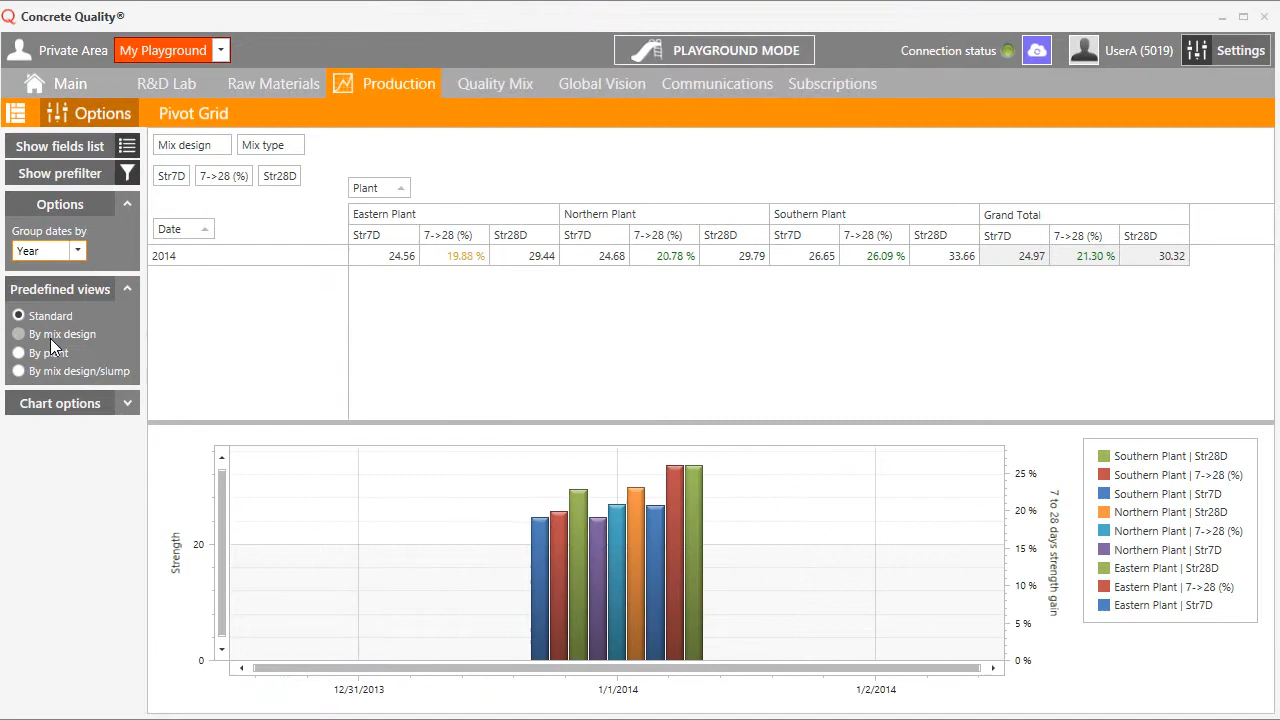 Concrete Quality®
Private Area My Playground PLAYGROUND MODE Connection status UserA (5019) Settings
Main R&D Lab Raw Materials Production Quality Mix Global Vision Communications Subscriptions
Options Pivot Grid
Show fields list
Show prefilter
Options
Group dates by
Year
Predefined views
Standard
By mix design
By plant
By mix design/slump
Chart options
Mix design Mix type
Str7D 7->28 (%) Str28D
Plant
Date
Eastern Plant Northern Plant Southern Plant Grand Total
Str7D 7->28 (%) Str28D Str7D 7->28 (%) Str28D Str7D 7->28 (%) Str28D Str7D 7->28 (%) Str28D
2014 24.56 19.88 % 29.44 24.68 20.78 % 29.79 26.65 26.09 % 33.66 24.97 21.30 % 30.32
Strength
20
0
12/31/2013 1/1/2014 1/2/2014
25 %
20 %
15 %
10 %
5 %
0 %
7 to 28 days strength gain
Southern Plant | Str28D
Southern Plant | 7->28 (%)
Southern Plant | Str7D
Northern Plant | Str28D
Northern Plant | 7->28 (%)
Northern Plant | Str7D
Eastern Plant | Str28D
Eastern Plant | 7->28 (%)
Eastern Plant | Str7D